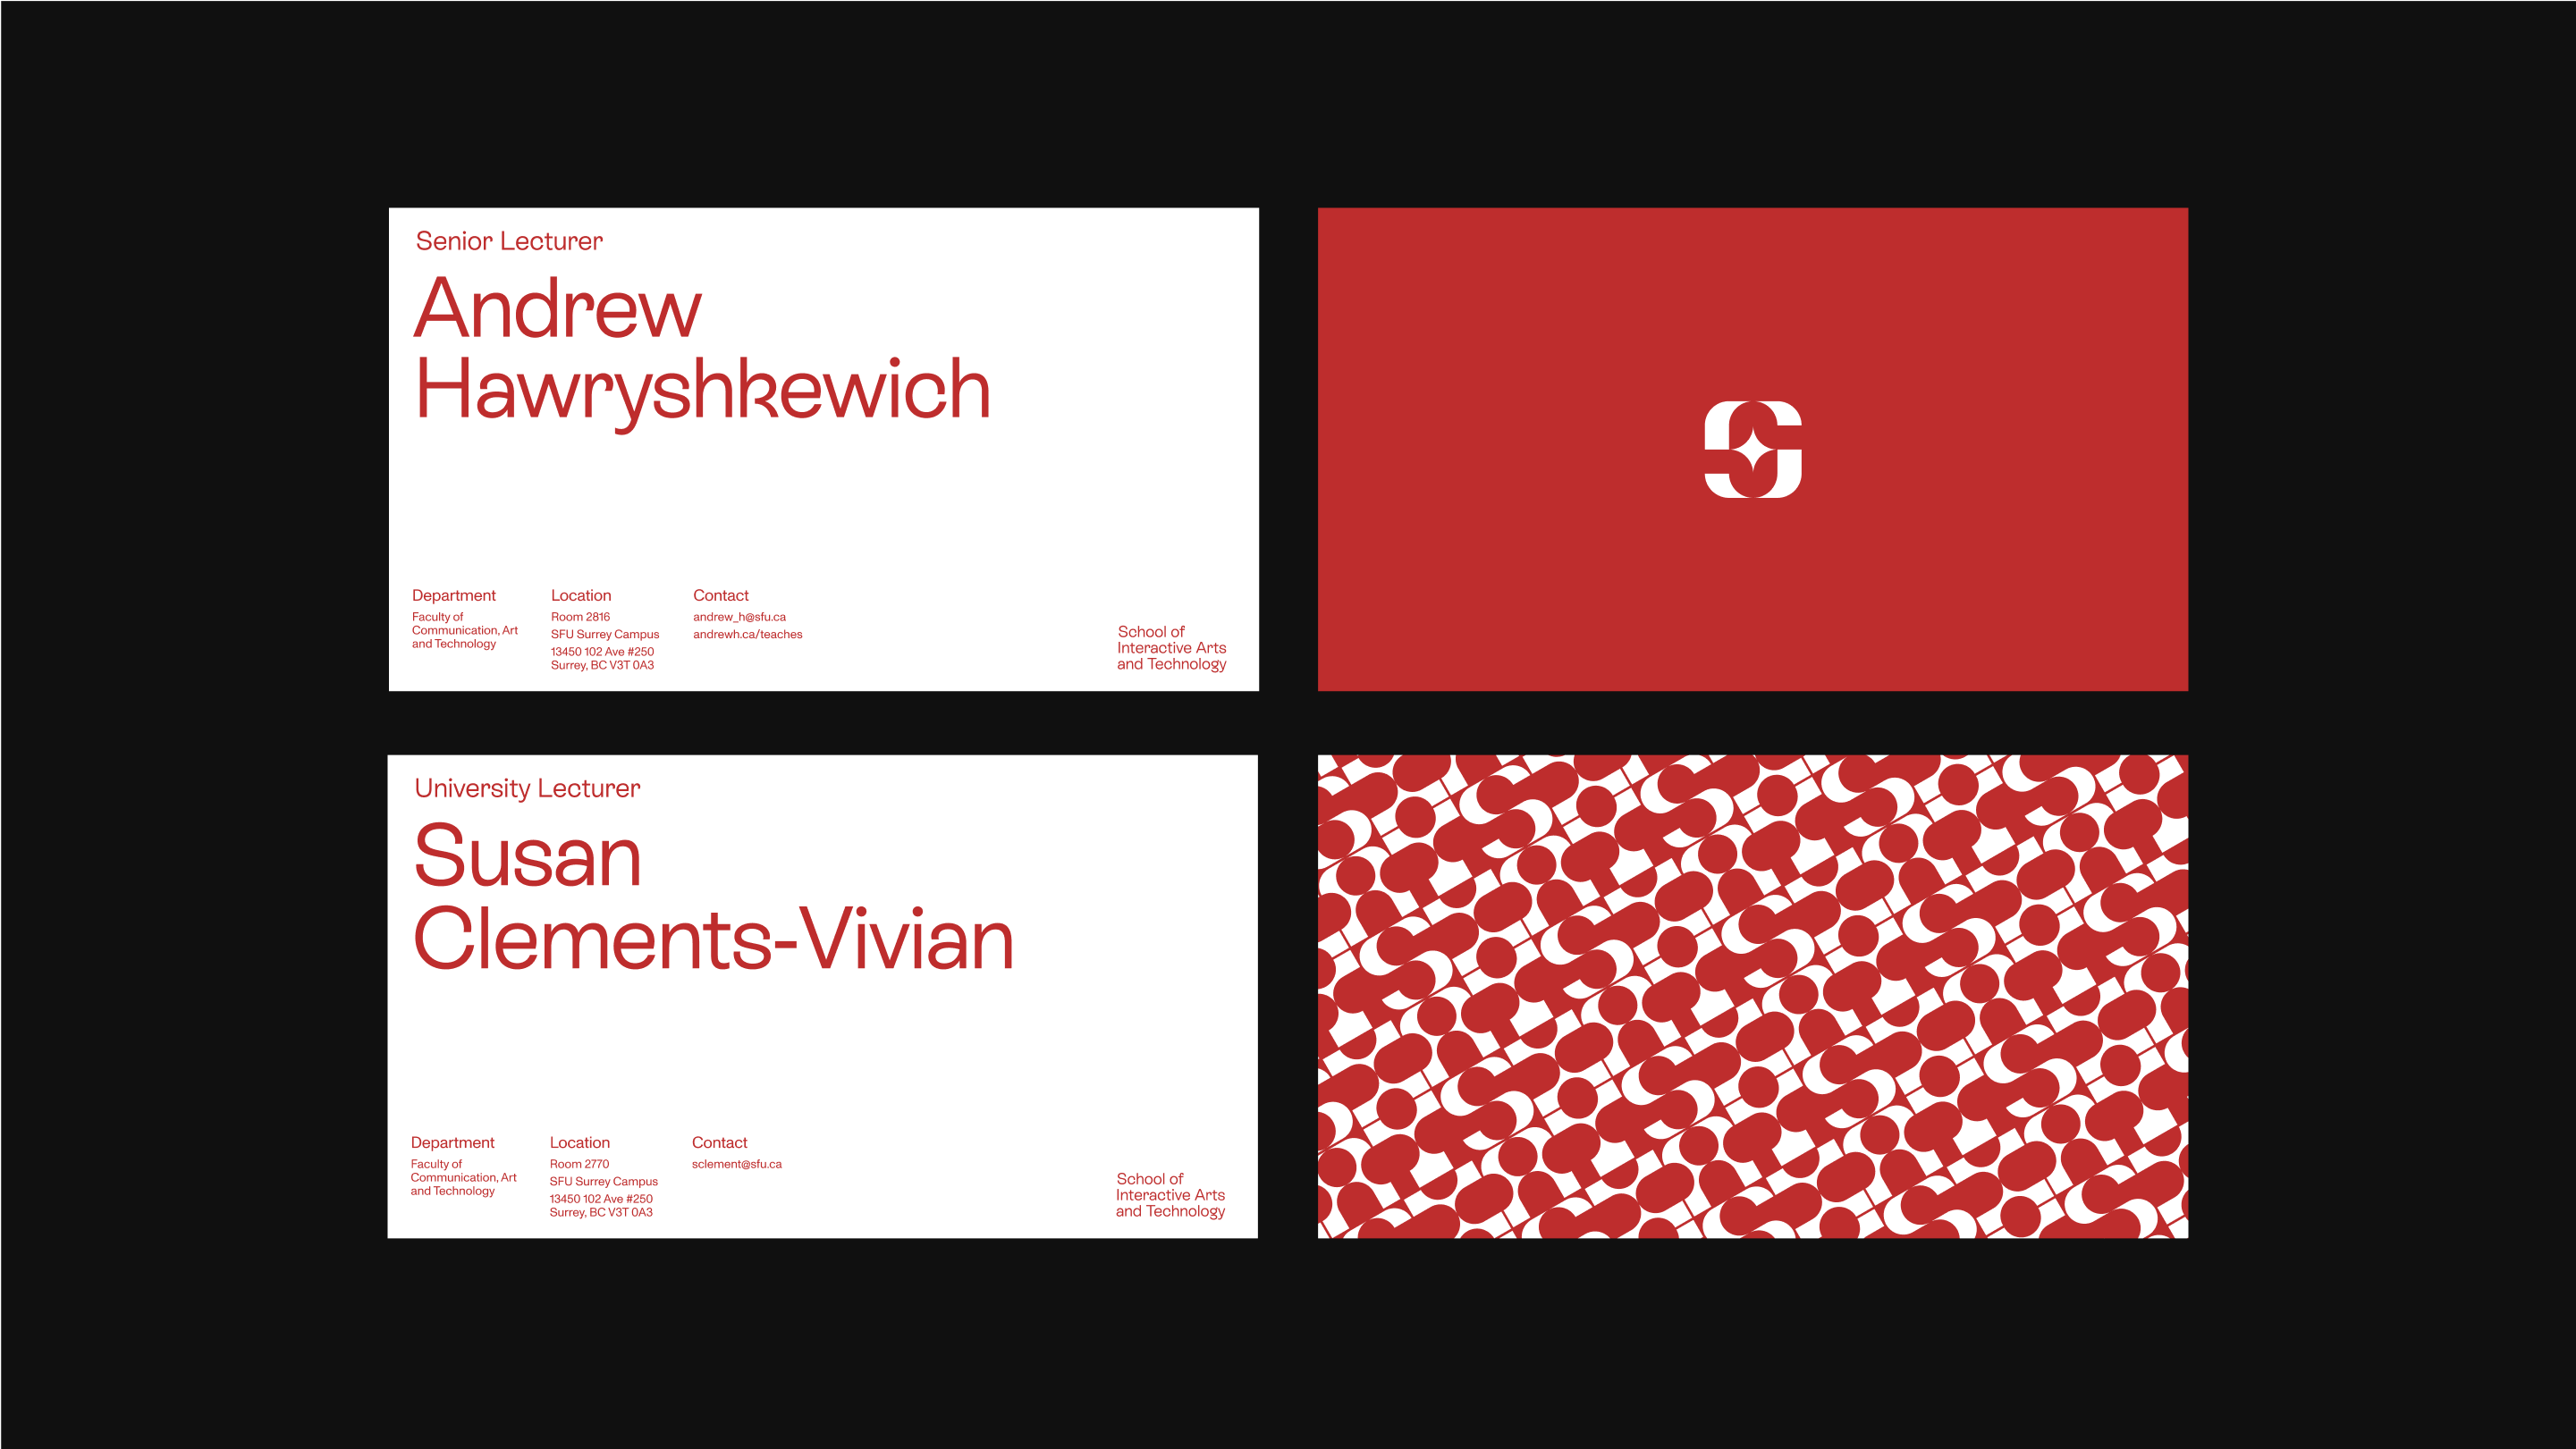 Senior Lecturer
Andrew
Hawryshkewich
Department
Faculty of
Communication, Art
and Technology
Location
Room 2816
SFU Surrey Campus
13450 102 Ave #250
Surrey, BC V3T 0A3
Contact
andrew_h@sfu.ca
andrewh.ca/teaches
School of
Interactive Arts
and Technology
University Lecturer
Susan
Clements-Vivian
Department
Faculty of
Communication, Art
and Technology
Location
Room 2770
SFU Surrey Campus
13450 102 Ave #250
Surrey, BC V3T 0A3
Contact
sclement@sfu.ca
School of
Interactive Arts
and Technology